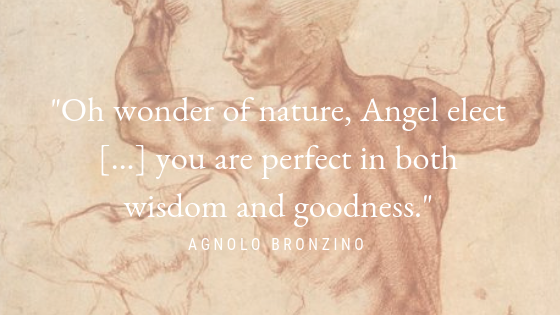 "Oh wonder of nature, Angel elect
[...] you are perfect in both
wisdom and goodness."
AGNOLO BRONZINO